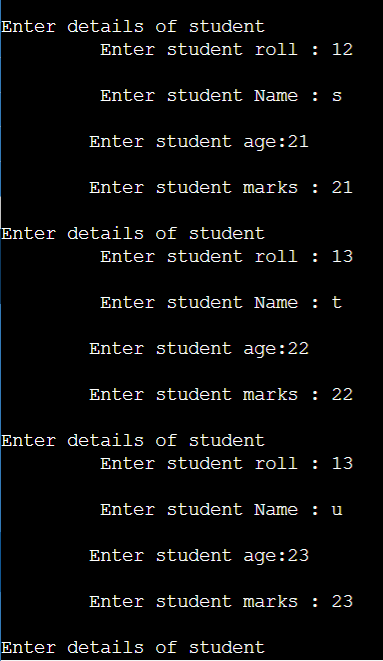 Enter details of student
Enter student roll : 12
Enter student Name : s
Enter student age:21
Enter student marks : 21
Enter details of student
Enter student roll : 13
Enter student Name : t
Enter student age:22
Enter student marks : 22
Enter details of student
Enter student roll : 13
Enter student Name : u
Enter student age:23
Enter student marks : 23
Enter details of student